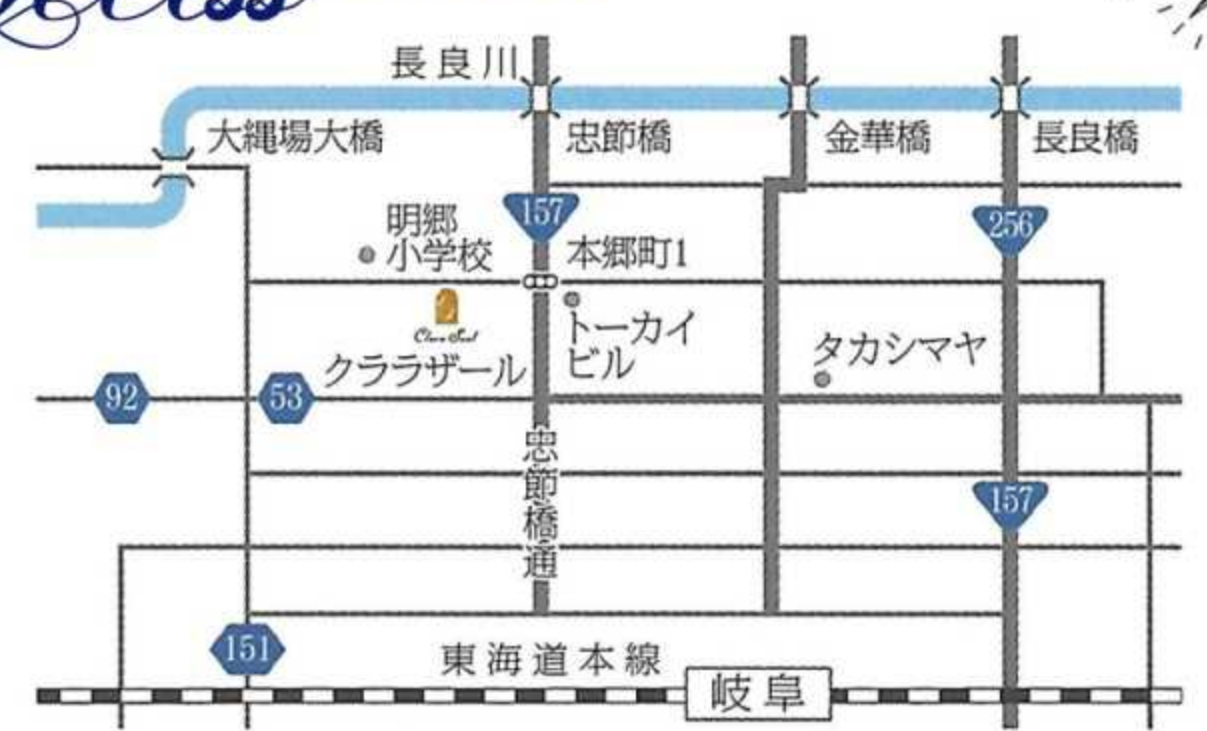 長良川
大縄場大橋
忠節橋
金華橋
長良橋
157
256
明郷
小学校
本郷町1
Clara Saal
トーカイ
ビル
タカシマヤ
クララザール
92
53
忠節橋通
157
151
東海道本線
岐阜